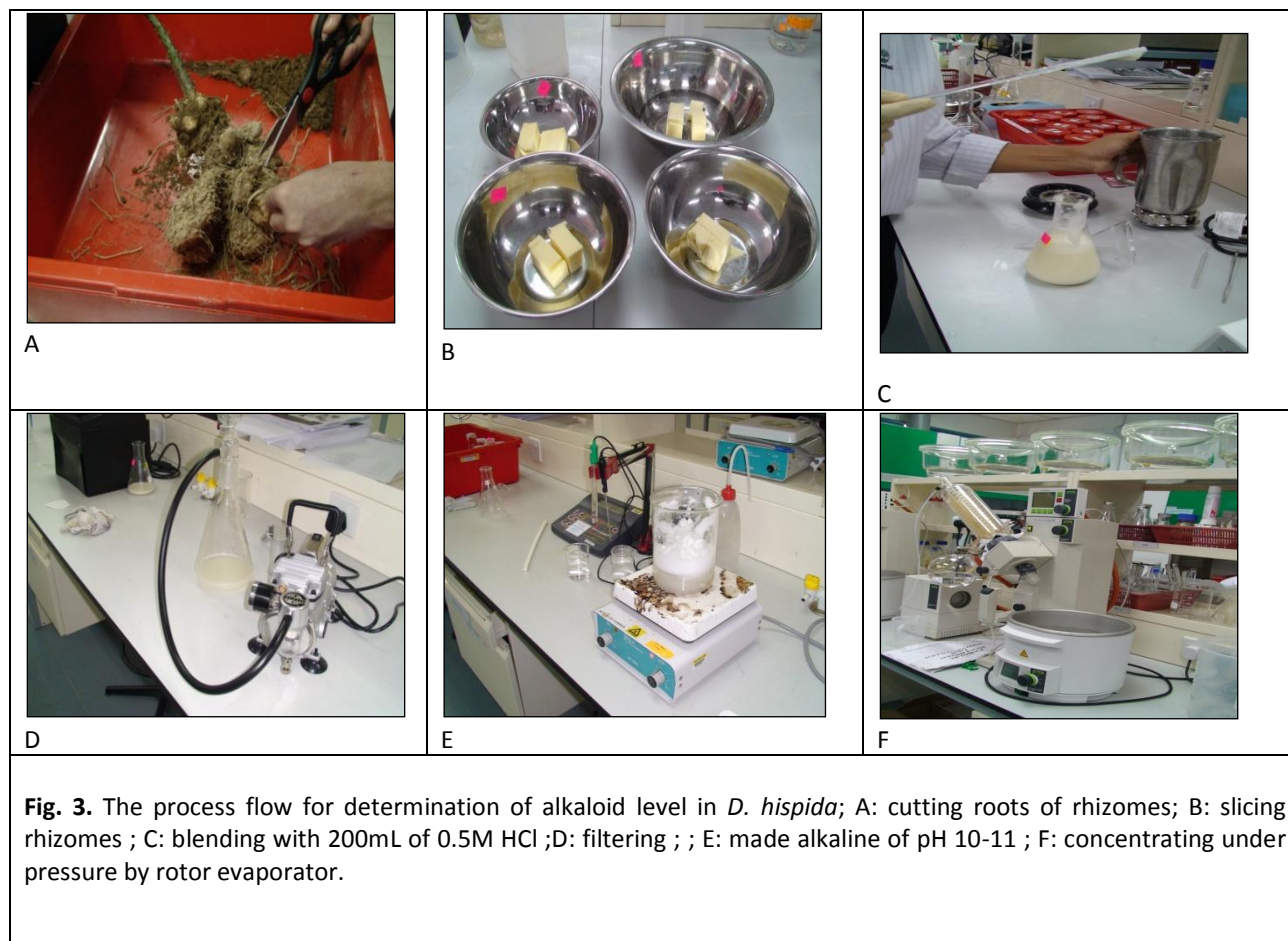 A
B
C
D
E
F
Fig. 3. The process flow for determination of alkaloid level in D. hispida; A: cutting roots of rhizomes; B: slicing
rhizomes ; C: blending with 200mL of 0.5M HCl ;D: filtering ; ; E: made alkaline of pH 10-11 ; F: concentrating under
pressure by rotor evaporator.